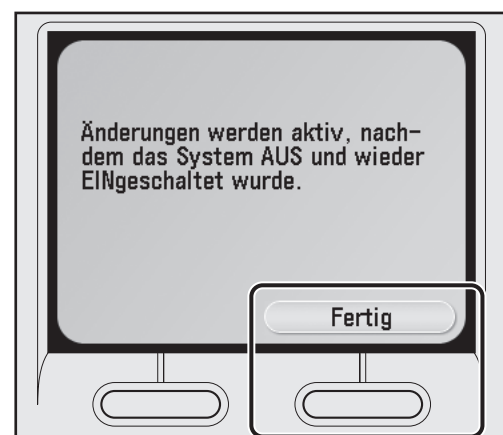 Änderungen werden aktiv, nach-
dem das System AUS und wieder
EINgeschaltet wurde.
Fertig